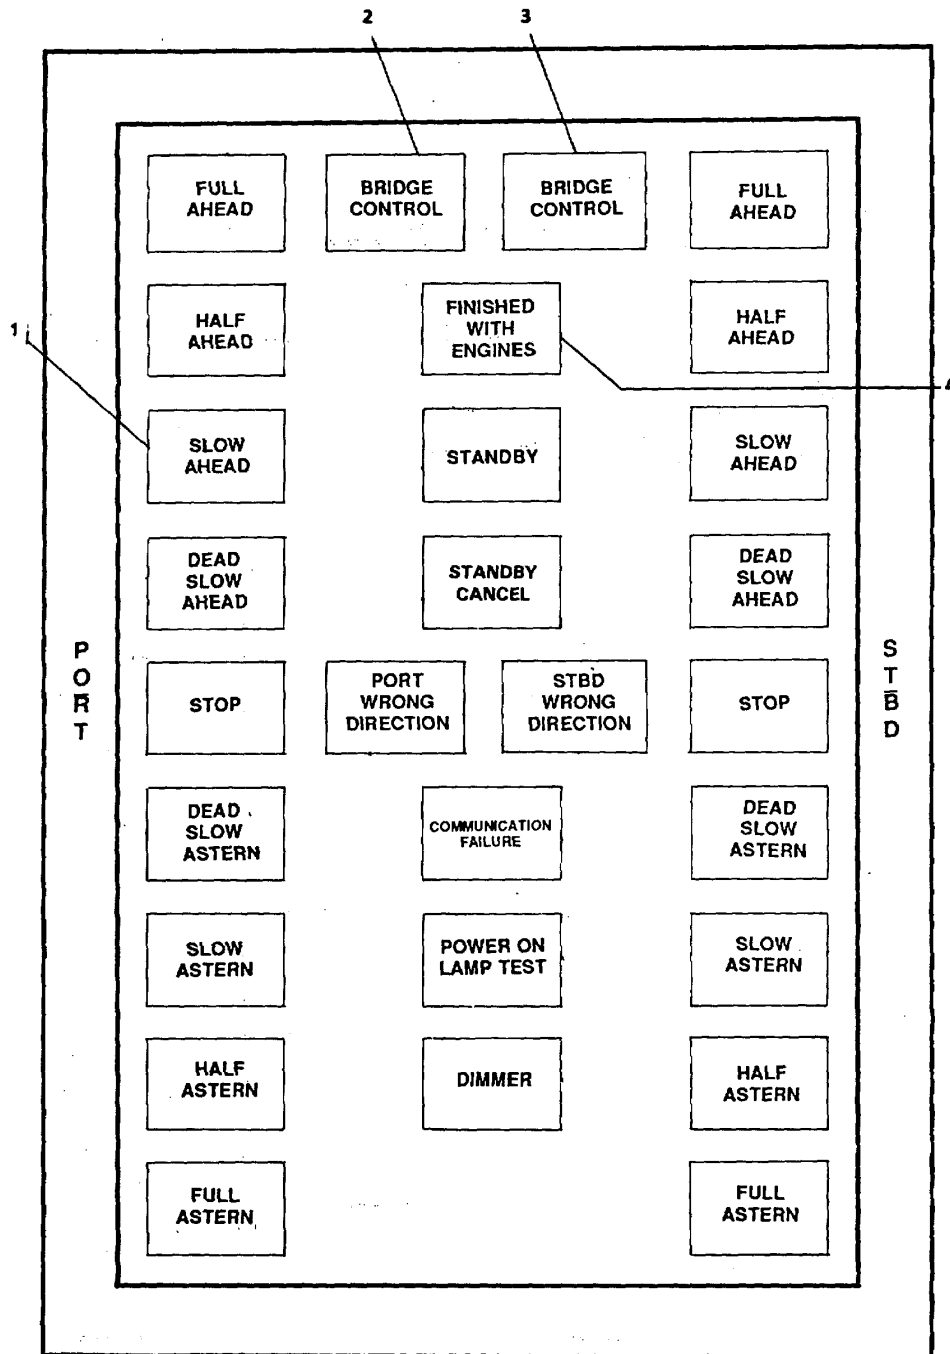 2
3
FULL
AHEAD
BRIDGE
CONTROL
BRIDGE
CONTROL
FULL
AHEAD
1
HALF
AHEAD
FINISHED
WITH
ENGINES
HALF
AHEAD
4
SLOW
AHEAD
STANDBY
SLOW
AHEAD
DEAD
SLOW
AHEAD
STANDBY
CANCEL
DEAD
SLOW
AHEAD
PORT
STOP
PORT
WRONG
DIRECTION
STBD
WRONG
DIRECTION
STOP
STBD
DEAD
SLOW
ASTERN
COMMUNICATION
FAILURE
DEAD
SLOW
ASTERN
SLOW
ASTERN
POWER ON
LAMP TEST
SLOW
ASTERN
HALF
ASTERN
DIMMER
HALF
ASTERN
FULL
ASTERN
FULL
ASTERN